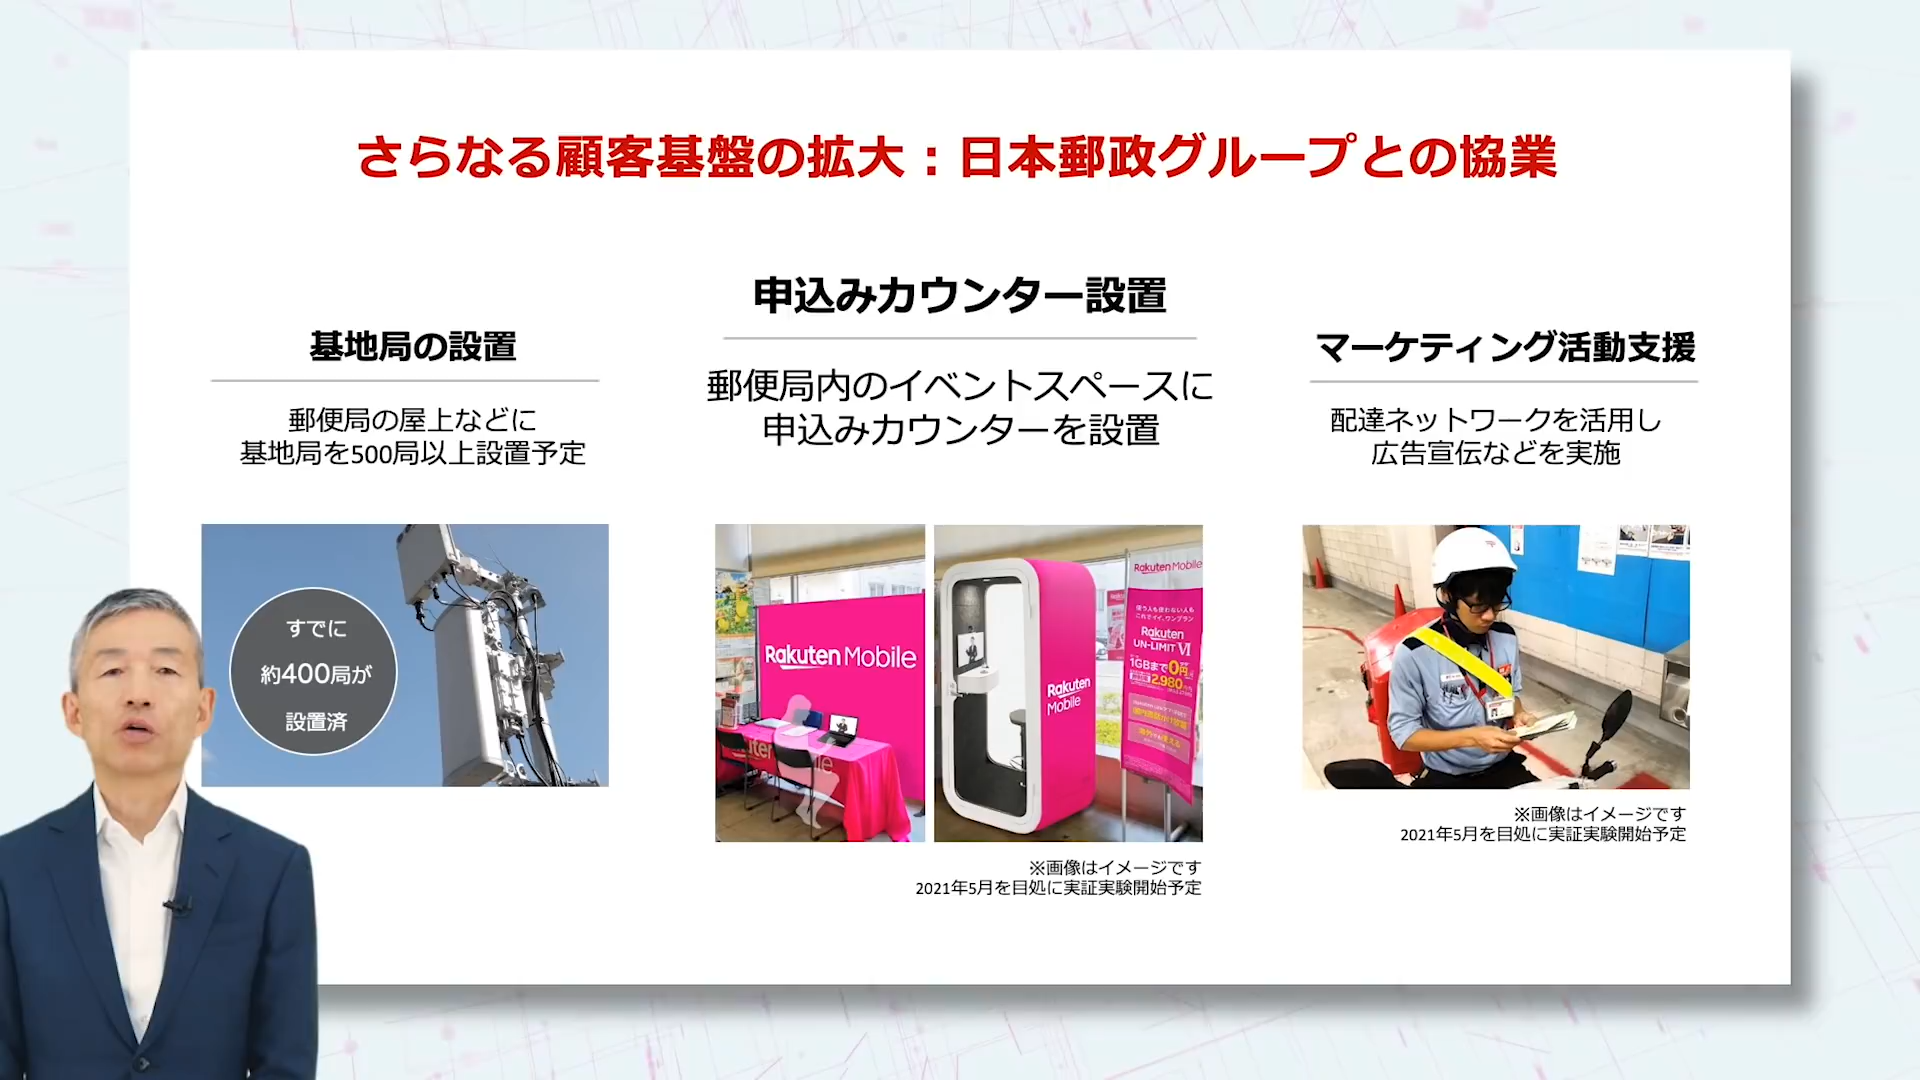 さらなる顧客基盤の拡大：日本郵政グループとの協業
基地局の設置
郵便局の屋上などに
基地局を500局以上設置予定
すでに
約400局が
設置済
申込みカウンター設置
郵便局内のイベントスペースに
申込みカウンターを設置
Rakuten Mobile
Rakuten
Mobile
Rakuten Mobile
使う人も使わない人も
これでイイ、ワンプラン
Rakuten
UN-LIMIT VI
1GBまで0円
2,980
※画像はイメージです
2021年5月を目処に実証実験開始予定
マーケティング活動支援
配達ネットワークを活用し
広告宣伝などを実施
※画像はイメージです
2021年5月を目処に実証実験開始予定